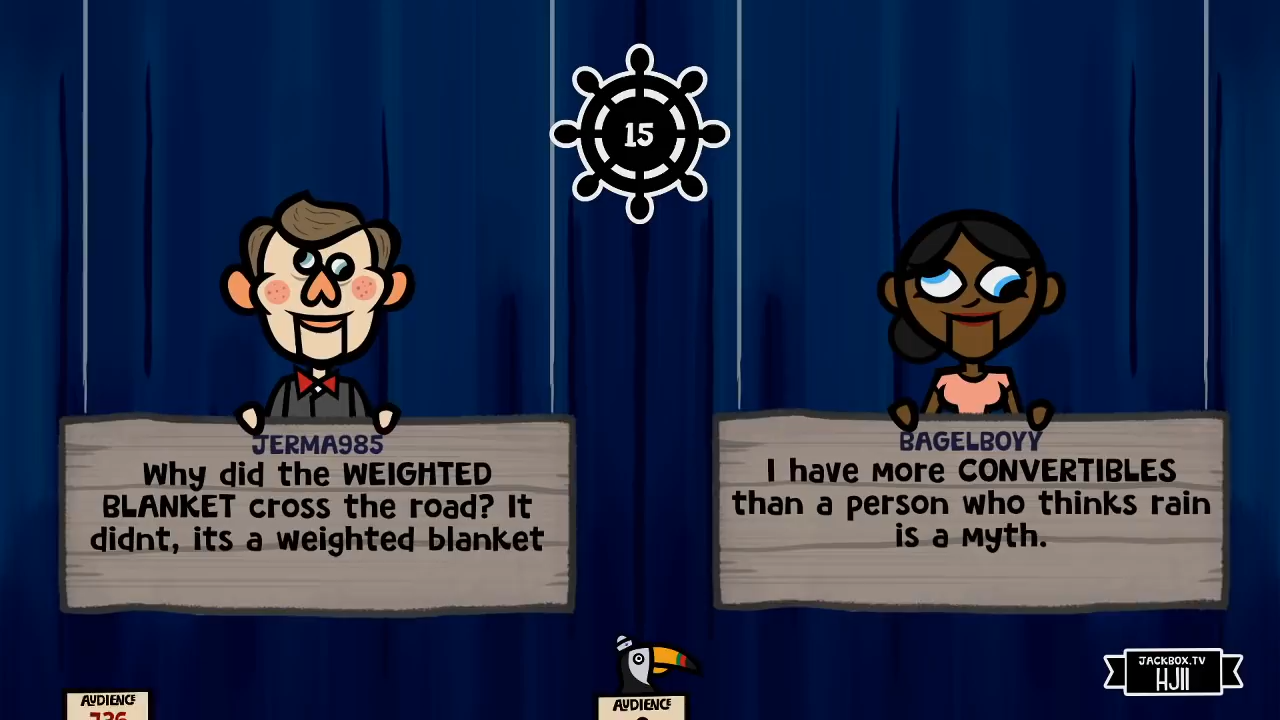 15
JERMA985
Why did the WEIGHTED
BLANKET cross the road? It
didnt, its a weighted blanket
BAGELBOYY
I have more CONVERTIBLES
than a person who thinks rain
is a myth.
JACKBOX.TV
HJII
AUDIENCE
736
AUDIENCE